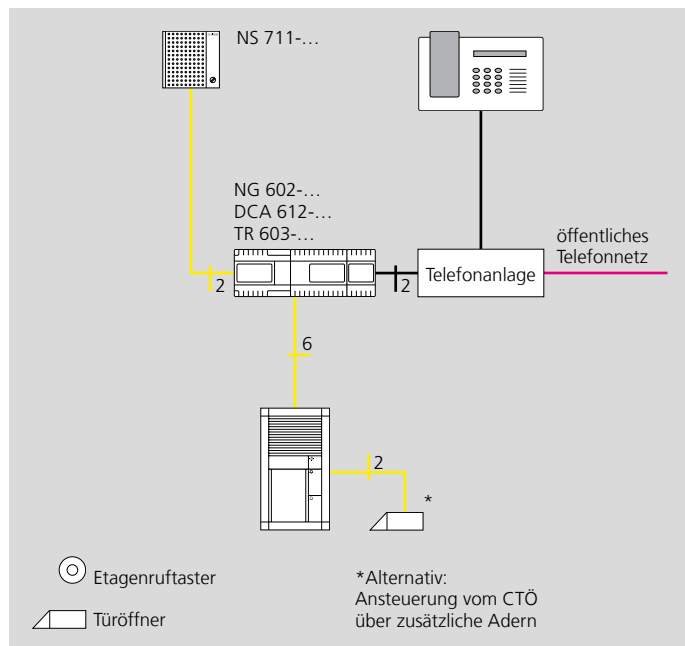 NS 711-…
NG 602-…
DCA 612-…
TR 603-…
öffentliches
Telefonnetz
2
2
Telefonanlage
6
2
*
Etagenruftaster
Türöffner
*Alternativ:
Ansteuerung vom CTÖ
über zusätzliche Adern